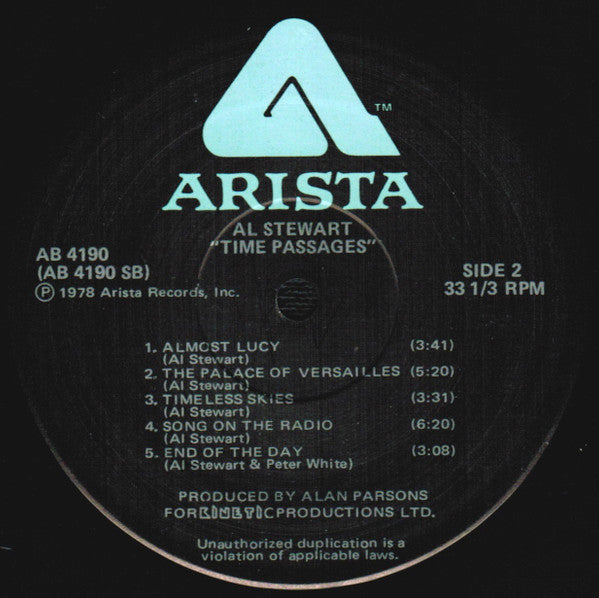 TM
ARISTA
AL STEWART
"TIME PASSAGES"
AB 4190
(AB 4190 SB)
Ⓟ 1978 Arista Records, Inc.
SIDE 2
33 1/3 RPM
1. ALMOST LUCY (3:41)
(Al Stewart)
2. THE PALACE OF VERSAILLES (5:20)
(Al Stewart)
3. TIMELESS SKIES (3:31)
(Al Stewart)
4. SONG ON THE RADIO (6:20)
(Al Stewart)
5. END OF THE DAY (3:08)
(Al Stewart & Peter White)
PRODUCED BY ALAN PARSONS
FOR KINETIC PRODUCTIONS LTD.
Unauthorized duplication is a
violation of applicable laws.